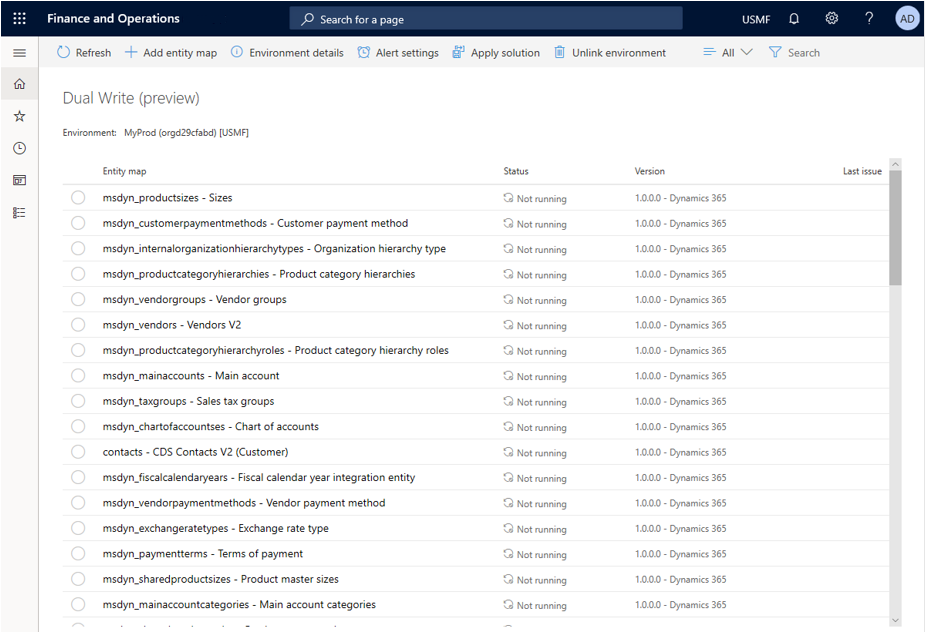 Finance and Operations Search for a page USMF ? AD
Refresh Add entity map Environment details Alert settings Apply solution Unlink environment All Search
Dual Write (preview)
Environment: MyProd (orgd29cfabd) [USMF]
Entity map Status Version Last issue
msdyn_productsizes - Sizes Not running 1.0.0.0 - Dynamics 365
msdyn_customerpaymentmethods - Customer payment method Not running 1.0.0.0 - Dynamics 365
msdyn_internalorganizationhierarchytypes - Organization hierarchy type Not running 1.0.0.0 - Dynamics 365
msdyn_productcategoryhierarchies - Product category hierarchies Not running 1.0.0.0 - Dynamics 365
msdyn_vendorgroups - Vendor groups Not running 1.0.0.0 - Dynamics 365
msdyn_vendors - Vendors V2 Not running 1.0.0.0 - Dynamics 365
msdyn_productcategoryhierarchyroles - Product category hierarchy roles Not running 1.0.0.0 - Dynamics 365
msdyn_mainaccounts - Main account Not running 1.0.0.0 - Dynamics 365
msdyn_taxgroups - Sales tax groups Not running 1.0.0.0 - Dynamics 365
msdyn_chartofaccountses - Chart of accounts Not running 1.0.0.0 - Dynamics 365
contacts - CDS Contacts V2 (Customer) Not running 1.0.0.0 - Dynamics 365
msdyn_fiscalcalendaryears - Fiscal calendar year integration entity Not running 1.0.0.0 - Dynamics 365
msdyn_vendorpaymentmethods - Vendor payment method Not running 1.0.0.0 - Dynamics 365
msdyn_exchangeratetypes - Exchange rate type Not running 1.0.0.0 - Dynamics 365
msdyn_paymentterms - Terms of payment Not running 1.0.0.0 - Dynamics 365
msdyn_sharedproductsizes - Product master sizes Not running 1.0.0.0 - Dynamics 365
msdyn_mainaccountcategories - Main account categories Not running 1.0.0.0 - Dynamics 365